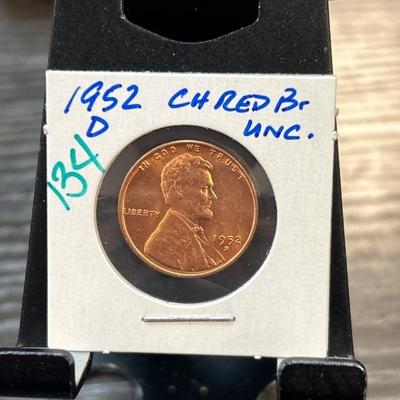 1952 CH RED Br
D UNC.
134
IN GOD WE TRUST
LIBERTY
1952
D